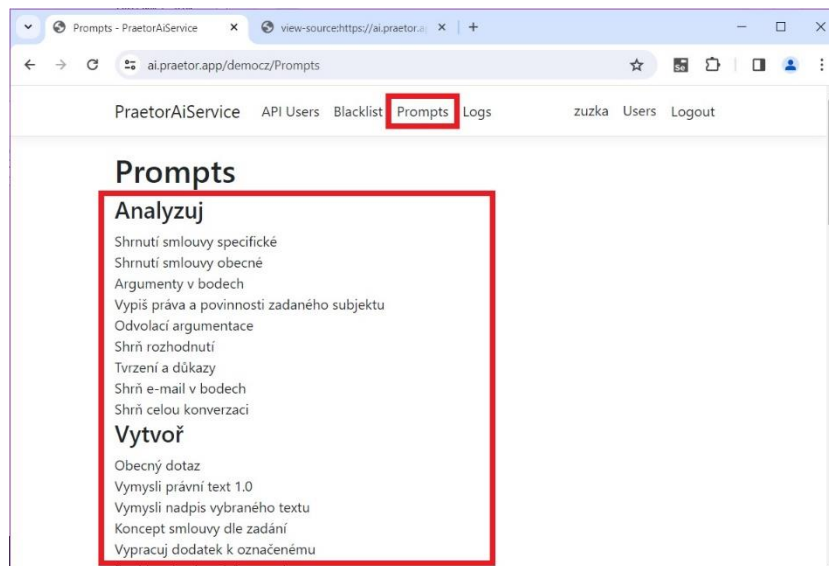 Prompts - PraetorAiService
view-source:https://ai.praetor.a
ai.praetor.app/democz/Prompts
PraetorAiService API Users Blacklist Prompts Logs zuzka Users Logout
Prompts
Analyzuj
Shrnutí smlouvy specifické
Shrnutí smlouvy obecné
Argumenty v bodech
Vypiš práva a povinnosti zadaného subjektu
Odvolací argumentace
Shrň rozhodnutí
Tvrzení a důkazy
Shrň e-mail v bodech
Shrň celou konverzaci
Vytvoř
Obecný dotaz
Vymysli právní text 1.0
Vymysli nadpis vybraného textu
Koncept smlouvy dle zadání
Vypracuj dodatek k označenému